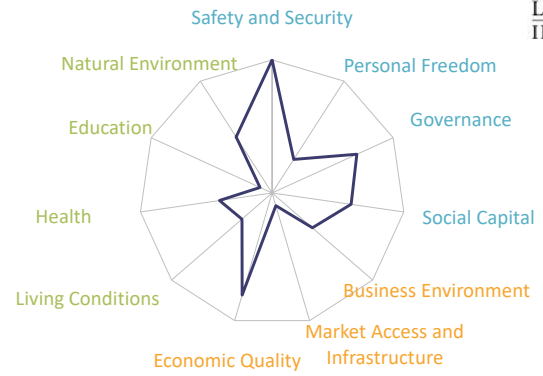 Safety and Security
Natural Environment
Personal Freedom
Education
Governance
Health
Social Capital
Living Conditions
Business Environment
Market Access and
Infrastructure
Economic Quality